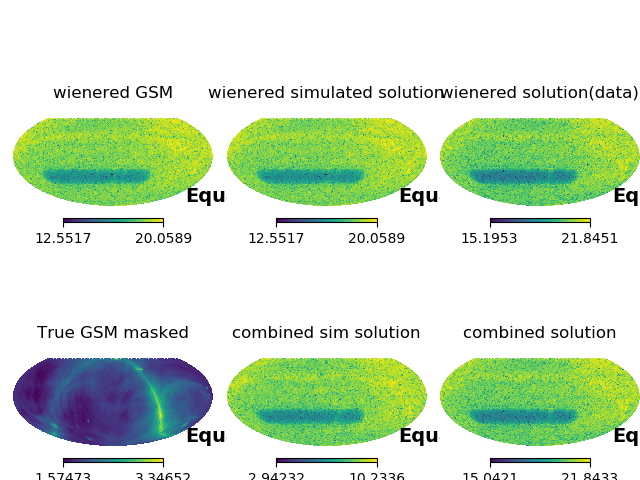 wienered GSM
wienered simulated solution
wienered solution(data)
Equ
Equ
Eq
12.5517 20.0589
12.5517 20.0589
15.1953 21.8451
True GSM masked
combined sim solution
combined solution
Equ
Equ
Eq
1.57473 3.34652
2.94232 10.2336
15.0421 21.8433